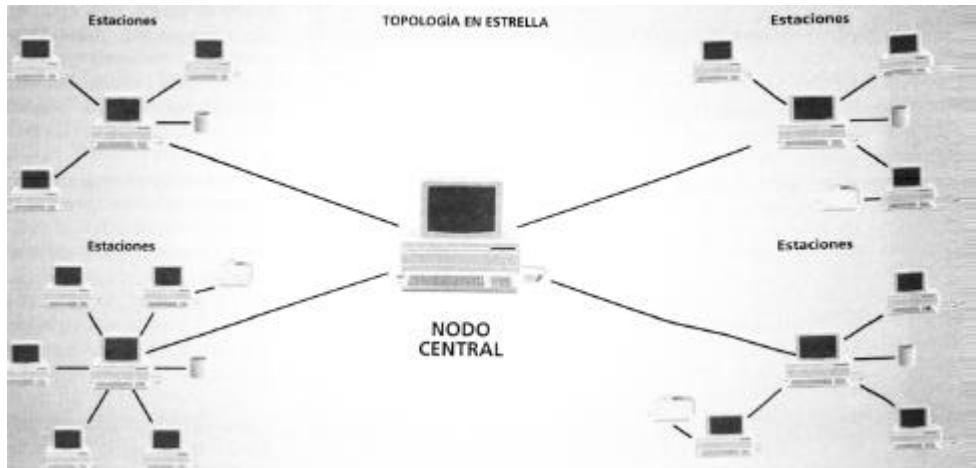 Estaciones
TOPOLOGÍA EN ESTRELLA
Estaciones
Estaciones
Estaciones
NODO
CENTRAL